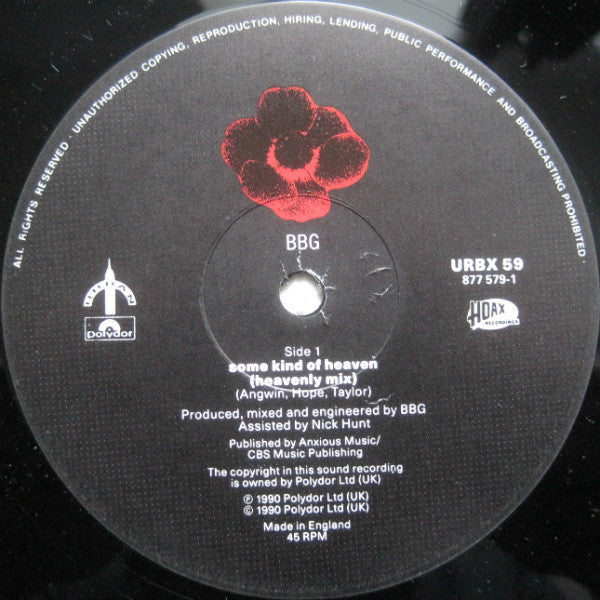 ALL RIGHTS RESERVED · UNAUTHORIZED COPYING, REPRODUCTION, HIRING, LENDING, PUBLIC PERFORMANCE AND BROADCASTING PROHIBITED ·
BBG
URBX 59
877 579-1
URBAN
polydor
HOAX
RECORDINGS
Side 1
some kind of heaven
(heavenly mix)
(Angwin, Hope, Taylor)
Produced, mixed and engineered by BBG
Assisted by Nick Hunt
Published by Anxious Music/
CBS Music Publishing
The copyright in this sound recording
is owned by Polydor Ltd (UK)
℗ 1990 Polydor Ltd (UK)
© 1990 Polydor Ltd (UK)
Made in England
45 RPM